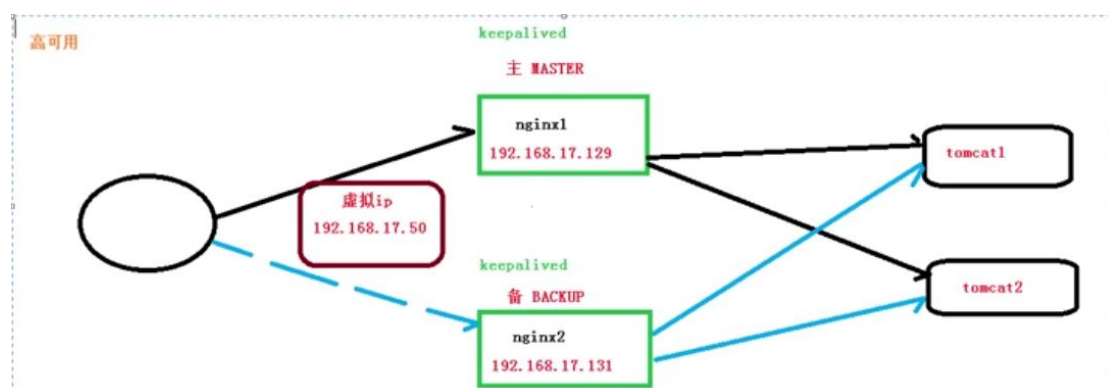 高可用
keepalived
主 MASTER
nginx1
192.168.17.129
虚拟ip
192.168.17.50
tomcat1
keepalived
备 BACKUP
nginx2
192.168.17.131
tomcat2